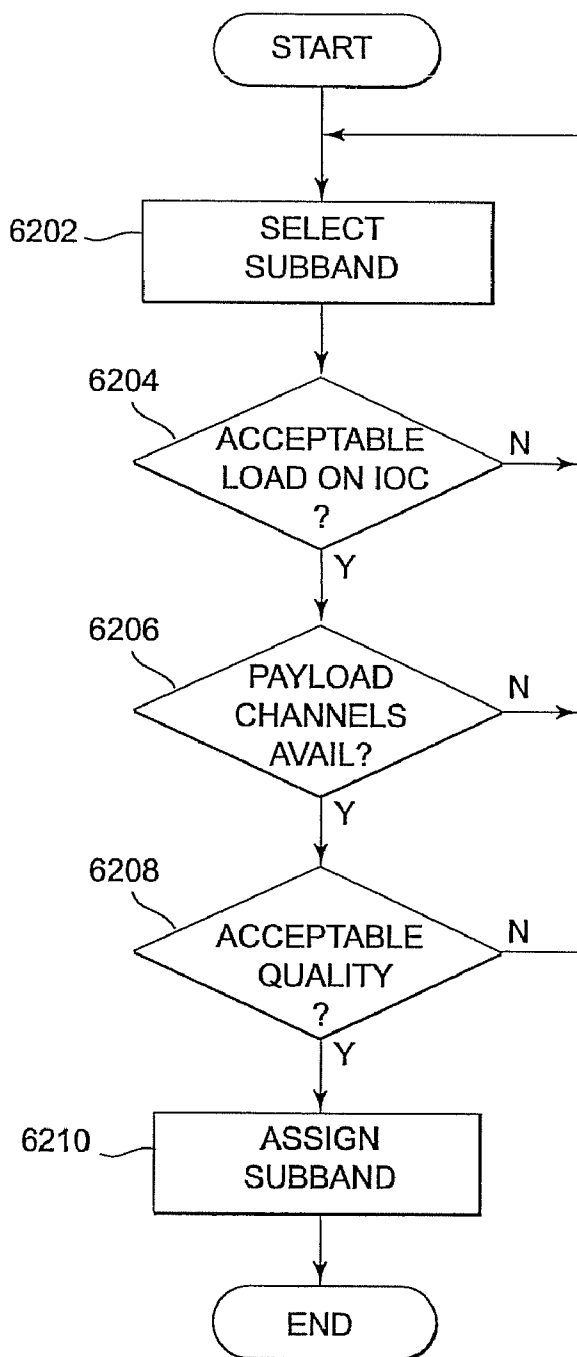 START
6202
SELECT
SUBBAND
6204
ACCEPTABLE
LOAD ON IOC
?
N
Y
6206
PAYLOAD
CHANNELS
AVAIL?
N
Y
6208
ACCEPTABLE
QUALITY
?
N
Y
6210
ASSIGN
SUBBAND
END